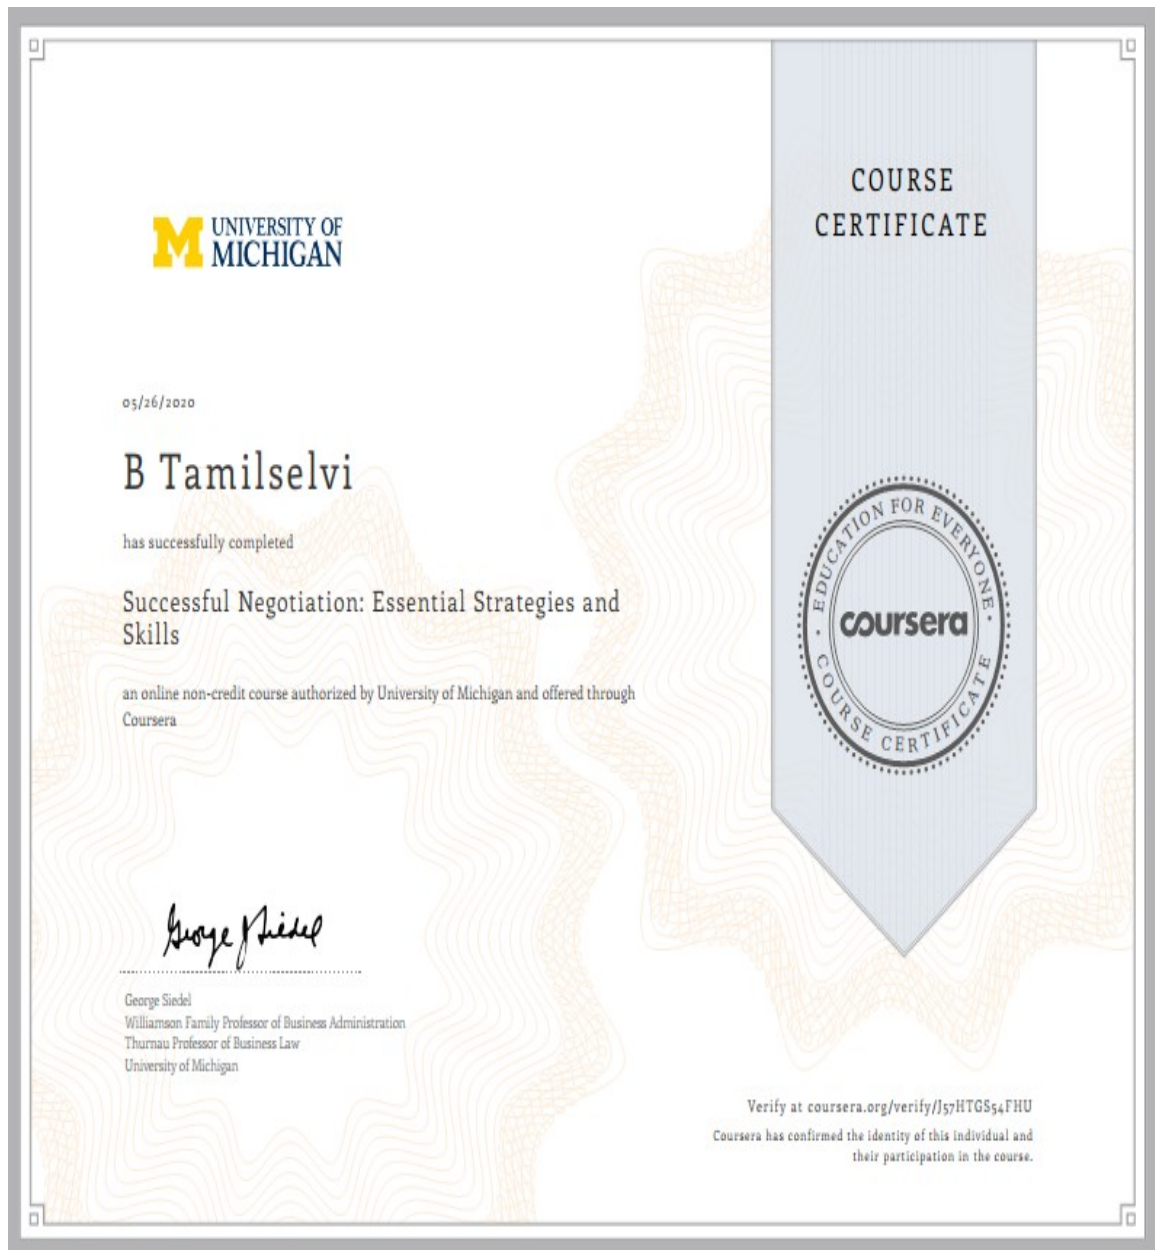 COURSE
CERTIFICATE
M UNIVERSITY OF
MICHIGAN
05/26/2020
B Tamilselvi
has successfully completed
Successful Negotiation: Essential Strategies and
Skills
an online non-credit course authorized by University of Michigan and offered through
Coursera
EDUCATION FOR EVERYONE
coursera
COURSE CERTIFICATE
George J Siedel
George Siedel
Williamson Family Professor of Business Administration
Thurnau Professor of Business Law
University of Michigan
Verify at coursera.org/verify/J57HTGS54FHU
Coursera has confirmed the identity of this individual and
their participation in the course.